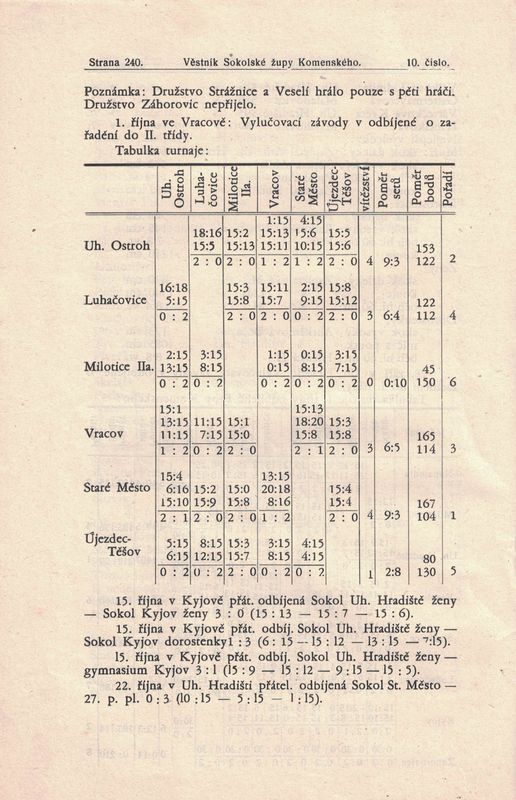 Strana 240. Věstník Sokolské župy Komenského. 10. číslo.
Poznámka: Družstvo Strážnice a Veselí hrálo pouze s pěti hráči.
Družstvo Záhorovic nepřijelo.
1. října ve Vracově: Vylučovací závody v odbíjené o za-
řadění do II. třídy.
Tabulka turnaje:
Uh. Ostroh Luha-čovice Milotice IIa. Vracov Staré Město Újezdec-Těšov vítězství Poměr setů Poměr bodů Pořadí
1:15 4:15
18:16 15:2 15:13 15:6 15:5
Uh. Ostroh 15:5 15:13 15:11 10:15 15:6 153
2 : 0 2 : 0 1 : 2 1 : 2 2 : 0 4 9:3 122 2
16:18 15:3 15:11 2:15 15:8
Luhačovice 5:15 15:8 15:7 9:15 15:12 122
0 : 2 2 : 0 2 : 0 0 : 2 2 : 0 3 6:4 112 4
2:15 3:15 1:15 0:15 3:15
Milotice IIa. 13:15 8:15 0:15 8:15 7:15 45
0 : 2 0 : 2 0 : 2 0 : 2 0 : 2 0 0:10 150 6
15:1 15:13
13:15 11:15 15:1 18:20 15:3
Vracov 11:15 7:15 15:0 15:8 15:8 165
1 : 2 0 : 2 2 : 0 2 : 1 2 : 0 3 6:5 114 3
15:4 13:15
Staré Město 6:16 15:2 15:0 20:18 15:4 167
15:10 15:9 15:8 8:16 15:4
2 : 1 2 : 0 2 : 0 1 : 2 2 : 0 4 9:3 104 1
Újezdec- 5:15 8:15 15:3 3:15 4:15
Těšov 6:15 12:15 15:7 8:15 4:15 80
0 : 2 0 : 2 2 : 0 0 : 2 0 : 2 1 2:8 130 5
15. října v Kyjově přát. odbíjená Sokol Uh. Hradiště ženy
— Sokol Kyjov ženy 3 : 0 (15 : 13 — 15 : 7 — 15 : 6).
15. října v Kyjově přát. odbíj. Sokol Uh. Hradiště ženy —
Sokol Kyjov dorostenky 1 : 3 (6 : 15 — 15 : 12 — 13 : 15 — 7:15).
15. října v Kyjově přát. odbíj. Sokol Uh. Hradiště ženy —
gymnasium Kyjov 3 : 1 (15 : 9 — 15 : 12 — 9 : 15 — 15 : 5).
22. října v Uh. Hradišti přátel. odbíjená Sokol St. Město —
27. p. pl. 0 : 3 (10 : 15 — 5 : 15 — 1 : 15).